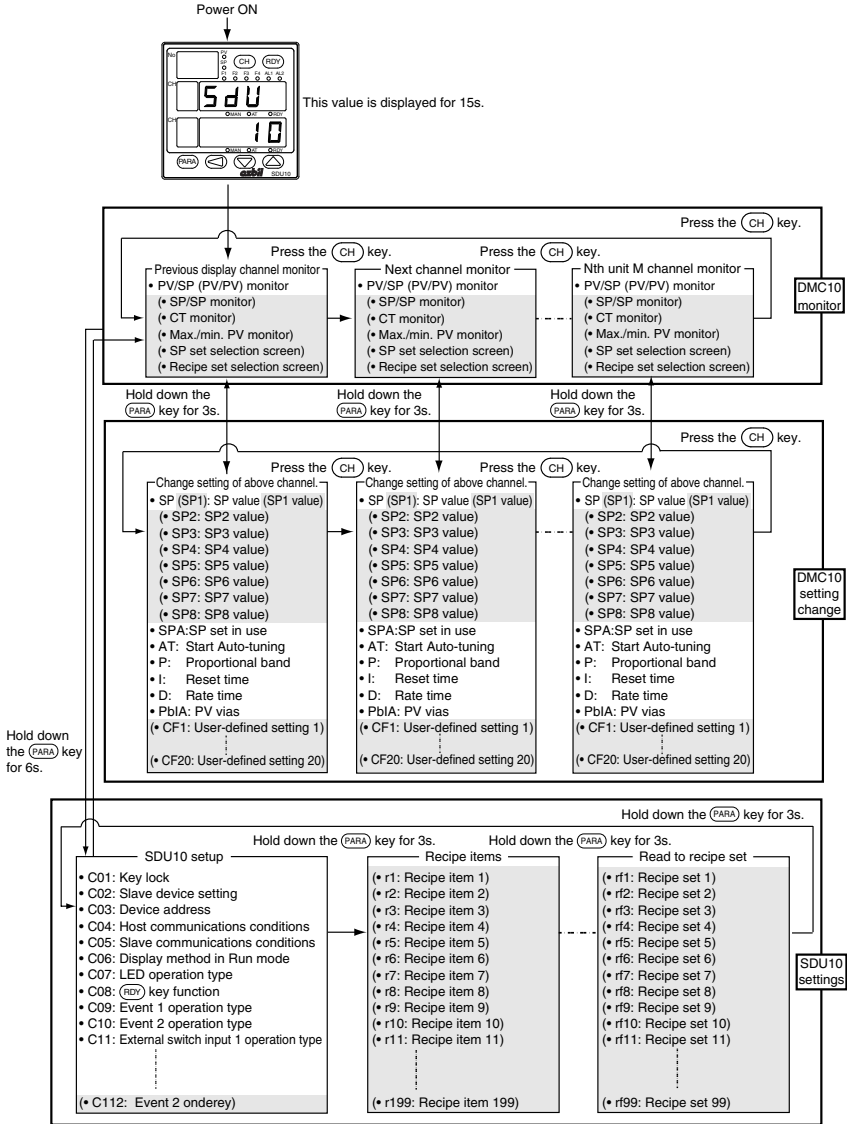 Power ON
No
PV
SP
CH
RDY
F1 F2 F3 F4 AL1 AL2
CH
SdU
MAN AT RDY
CH
10
MAN AT RDY
PARA
azbil
SDU10
This value is displayed for 15s.
Press the CH key.
Press the CH key. Press the CH key.
Previous display channel monitor
• PV/SP (PV/PV) monitor
(• SP/SP monitor)
(• CT monitor)
(• Max./min. PV monitor)
(• SP set selection screen)
(• Recipe set selection screen)
Next channel monitor
• PV/SP (PV/PV) monitor
(• SP/SP monitor)
(• CT monitor)
(• Max./min. PV monitor)
(• SP set selection screen)
(• Recipe set selection screen)
Nth unit M channel monitor
• PV/SP (PV/PV) monitor
(• SP/SP monitor)
(• CT monitor)
(• Max./min. PV monitor)
(• SP set selection screen)
(• Recipe set selection screen)
DMC10
monitor
Hold down the
PARA key for 3s.
Hold down the
PARA key for 3s.
Hold down the
PARA key for 3s.
Press the CH key.
Press the CH key. Press the CH key.
Change setting of above channel.
• SP (SP1): SP value (SP1 value)
(• SP2: SP2 value)
(• SP3: SP3 value)
(• SP4: SP4 value)
(• SP5: SP5 value)
(• SP6: SP6 value)
(• SP7: SP7 value)
(• SP8: SP8 value)
• SPA:SP set in use
• AT: Start Auto-tuning
• P: Proportional band
• I: Reset time
• D: Rate time
• PbIA: PV vias
(• CF1: User-defined setting 1)
(• CF20: User-defined setting 20)
Change setting of above channel.
• SP (SP1): SP value (SP1 value)
(• SP2: SP2 value)
(• SP3: SP3 value)
(• SP4: SP4 value)
(• SP5: SP5 value)
(• SP6: SP6 value)
(• SP7: SP7 value)
(• SP8: SP8 value)
• SPA:SP set in use
• AT: Start Auto-tuning
• P: Proportional band
• I: Reset time
• D: Rate time
• PbIA: PV vias
(• CF1: User-defined setting 1)
(• CF20: User-defined setting 20)
Change setting of above channel.
• SP (SP1): SP value (SP1 value)
(• SP2: SP2 value)
(• SP3: SP3 value)
(• SP4: SP4 value)
(• SP5: SP5 value)
(• SP6: SP6 value)
(• SP7: SP7 value)
(• SP8: SP8 value)
• SPA:SP set in use
• AT: Start Auto-tuning
• P: Proportional band
• I: Reset time
• D: Rate time
• PbIA: PV vias
(• CF1: User-defined setting 1)
(• CF20: User-defined setting 20)
DMC10
setting
change
Hold down
the PARA key
for 6s.
Hold down the PARA key for 3s.
Hold down the PARA key for 3s. Hold down the PARA key for 3s.
SDU10 setup
• C01: Key lock
• C02: Slave device setting
• C03: Device address
• C04: Host communications conditions
• C05: Slave communications conditions
• C06: Display method in Run mode
• C07: LED operation type
• C08: RDY key function
• C09: Event 1 operation type
• C10: Event 2 operation type
• C11: External switch input 1 operation type
(• C112: Event 2 onderey)
Recipe items
(• r1: Recipe item 1)
(• r2: Recipe item 2)
(• r3: Recipe item 3)
(• r4: Recipe item 4)
(• r5: Recipe item 5)
(• r6: Recipe item 6)
(• r7: Recipe item 7)
(• r8: Recipe item 8)
(• r9: Recipe item 9)
(• r10: Recipe item 10)
(• r11: Recipe item 11)
(• r199: Recipe item 199)
Read to recipe set
(• rf1: Recipe set 1)
(• rf2: Recipe set 2)
(• rf3: Recipe set 3)
(• rf4: Recipe set 4)
(• rf5: Recipe set 5)
(• rf6: Recipe set 6)
(• rf7: Recipe set 7)
(• rf8: Recipe set 8)
(• rf9: Recipe set 9)
(• rf10: Recipe set 10)
(• rf11: Recipe set 11)
(• rf99: Recipe set 99)
SDU10
settings